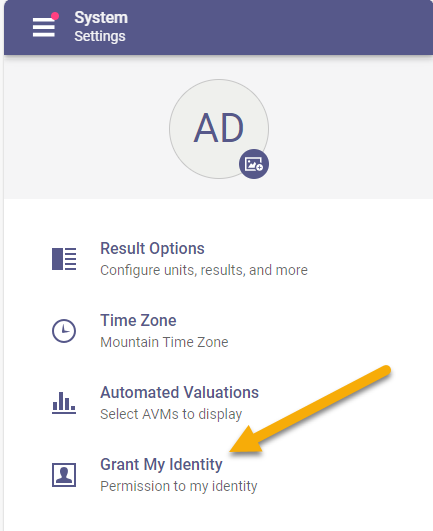 System
Settings
AD
Result Options
Configure units, results, and more
Time Zone
Mountain Time Zone
Automated Valuations
Select AVMs to display
Grant My Identity
Permission to my identity